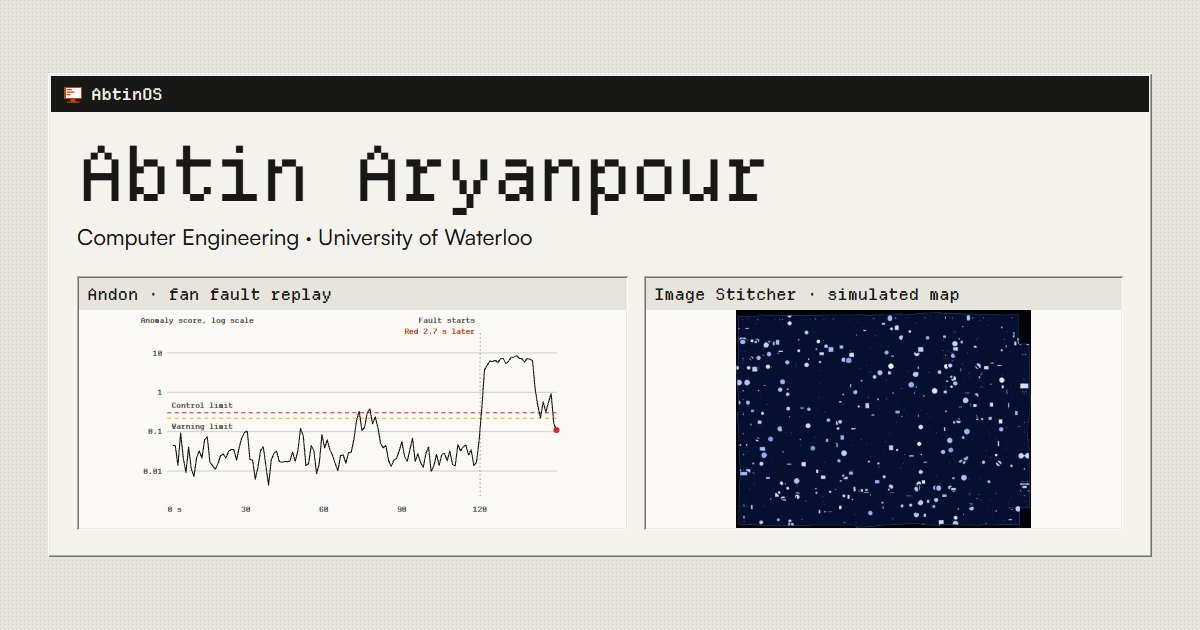 AbtinOS
Abtin Aryanpour
Computer Engineering • University of Waterloo
Andon · fan fault replay
Anomaly score, log scale
Fault starts
Red 2.7 s later
10
1
Control limit
0.1
Warning limit
0.01
0 s 30 60 90 120
Image Stitcher · simulated map